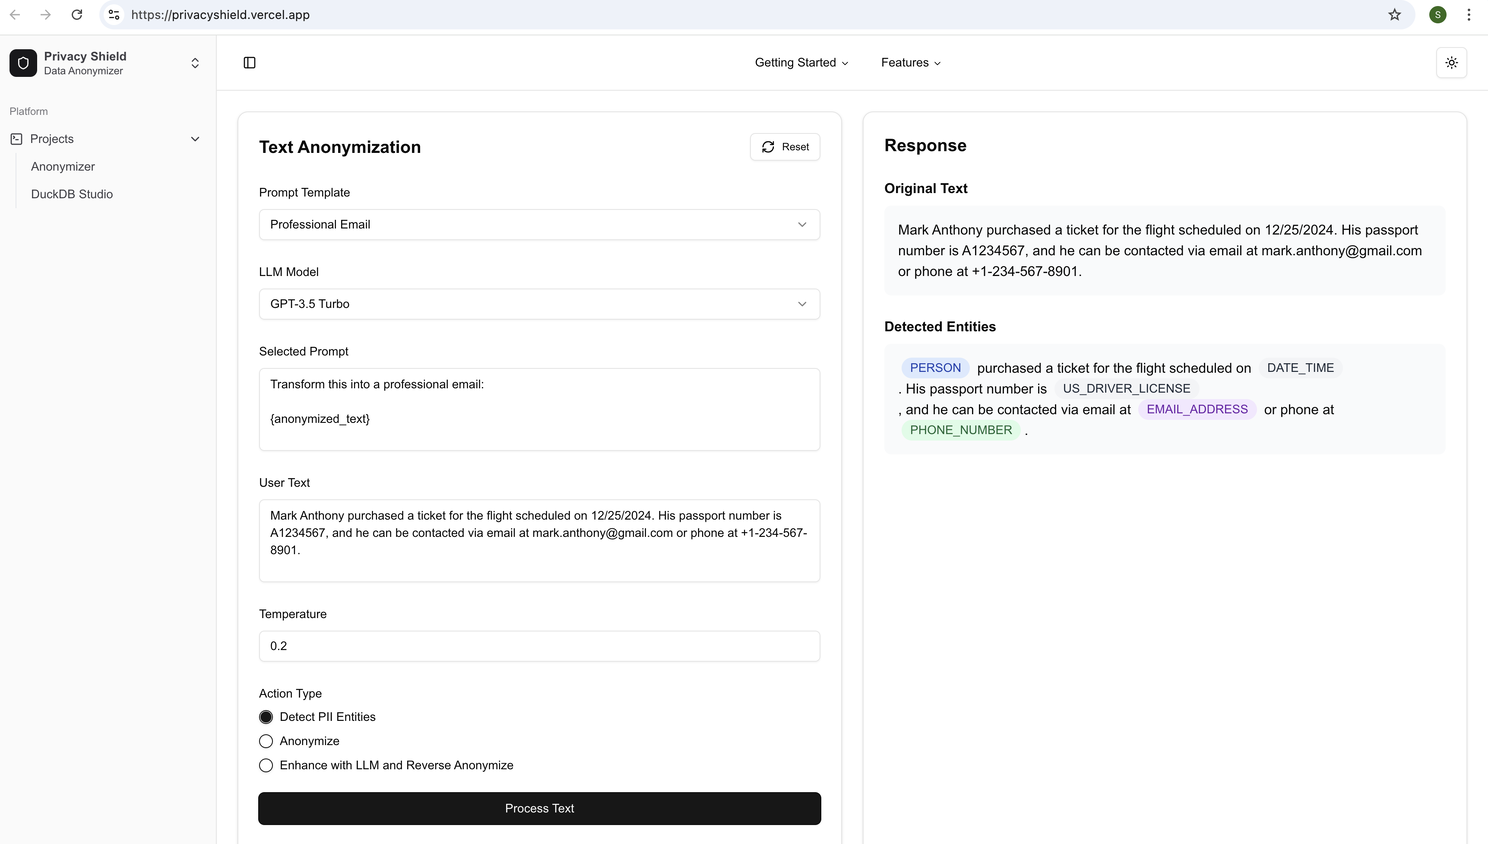 https://privacyshield.vercel.app
S
Privacy Shield
Data Anonymizer
Platform
Projects
Anonymizer
DuckDB Studio
Getting Started
Features
Text Anonymization
Reset
Prompt Template
Professional Email
LLM Model
GPT-3.5 Turbo
Selected Prompt
Transform this into a professional email:
{anonymized_text}
User Text
Mark Anthony purchased a ticket for the flight scheduled on 12/25/2024. His passport number is
A1234567, and he can be contacted via email at mark.anthony@gmail.com or phone at +1-234-567-
8901.
Temperature
0.2
Action Type
Detect PII Entities
Anonymize
Enhance with LLM and Reverse Anonymize
Process Text
Response
Original Text
Mark Anthony purchased a ticket for the flight scheduled on 12/25/2024. His passport
number is A1234567, and he can be contacted via email at mark.anthony@gmail.com
or phone at +1-234-567-8901.
Detected Entities
PERSON purchased a ticket for the flight scheduled on DATE_TIME
. His passport number is US_DRIVER_LICENSE
, and he can be contacted via email at EMAIL_ADDRESS or phone at
PHONE_NUMBER .